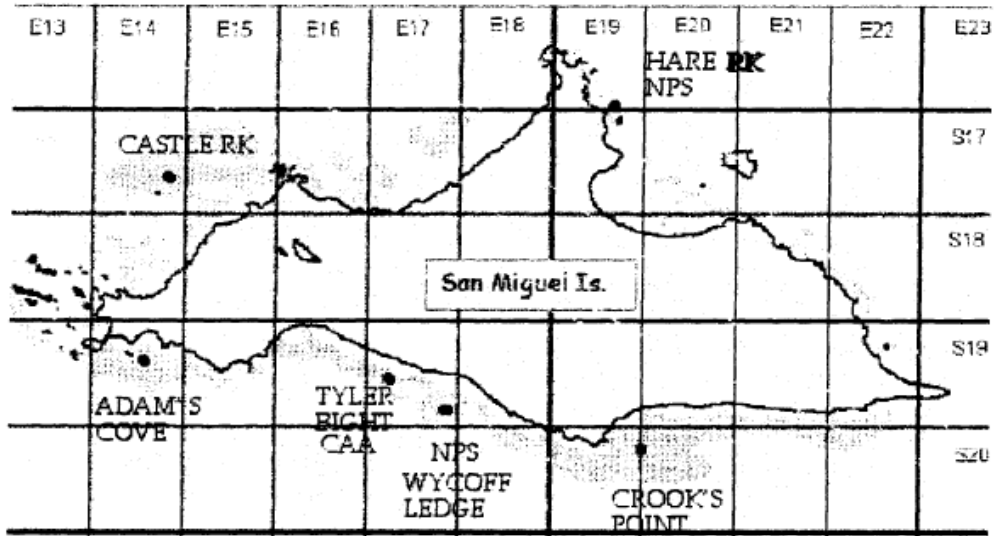 E13 E14 E15 E16 E17 E18 E19 E20 E21 E22 E23
HARE RK
NPS
S17
CASTLE RK
S18
San Miguel Is.
S19
TYLER
BIGHT
CAA
ADAM'S
COVE
S20
NPS
WYCOFF
LEDGE
CROOK'S
POINT